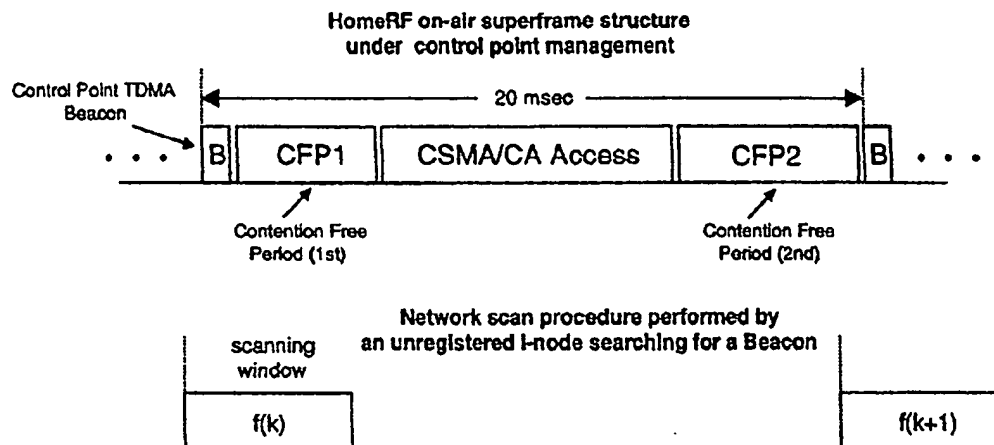 HomeRF on-air superframe structure
under control point management
Control Point TDMA
Beacon
20 msec
B
CFP1
CSMA/CA Access
CFP2
B
Contention Free
Period (1st)
Contention Free
Period (2nd)
Network scan procedure performed by
an unregistered I-node searching for a Beacon
scanning
window
f(k)
f(k+1)